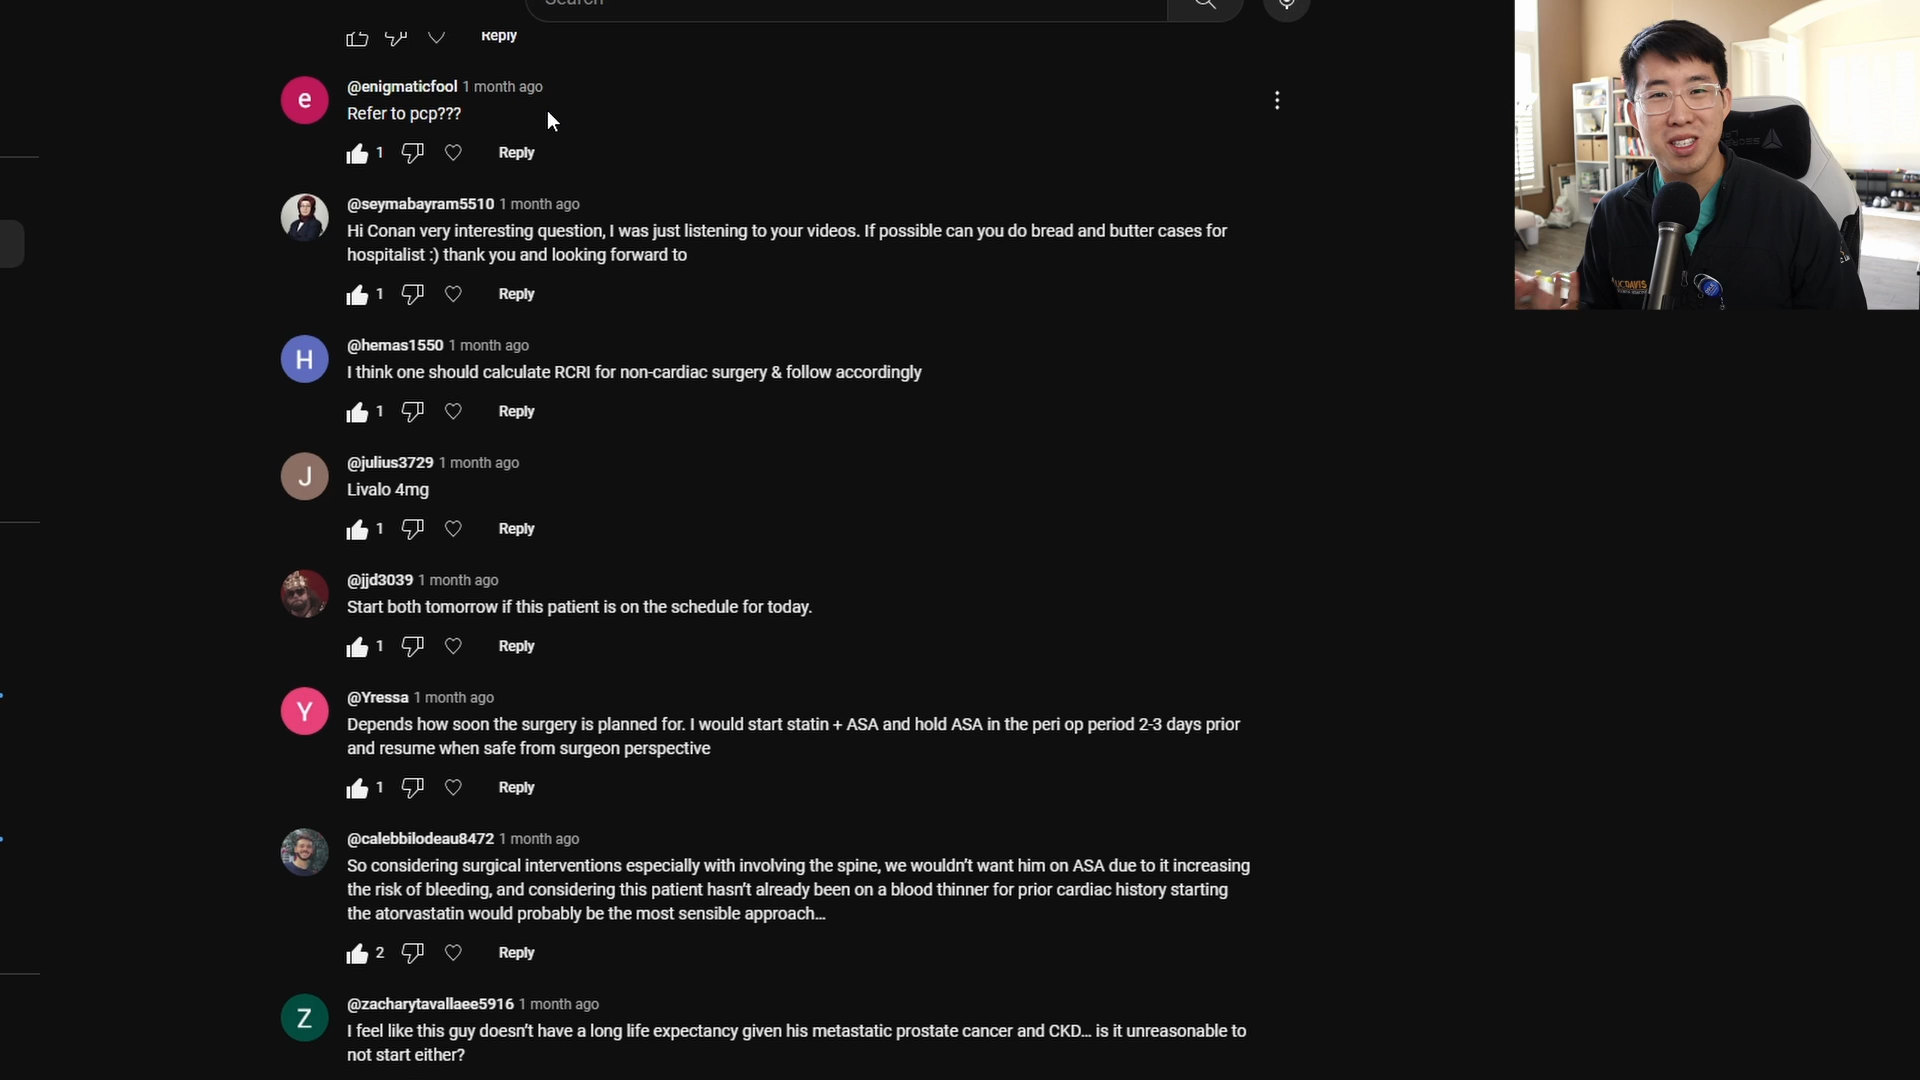 Search
Reply
e
@enigmaticfool 1 month ago
Refer to pcp???
1 Reply
@seymabayram5510 1 month ago
Hi Conan very interesting question, I was just listening to your videos. If possible can you do bread and butter cases for
hospitalist :) thank you and looking forward to
1 Reply
H
@hemas1550 1 month ago
I think one should calculate RCRI for non-cardiac surgery & follow accordingly
1 Reply
J
@julius3729 1 month ago
Livalo 4mg
1 Reply
@jjd3039 1 month ago
Start both tomorrow if this patient is on the schedule for today.
1 Reply
Y
@Yressa 1 month ago
Depends how soon the surgery is planned for. I would start statin + ASA and hold ASA in the peri op period 2-3 days prior
and resume when safe from surgeon perspective
1 Reply
@calebbilodeau8472 1 month ago
So considering surgical interventions especially with involving the spine, we wouldn't want him on ASA due to it increasing
the risk of bleeding, and considering this patient hasn't already been on a blood thinner for prior cardiac history starting
the atorvastatin would probably be the most sensible approach...
2 Reply
Z
@zacharytavallaee5916 1 month ago
I feel like this guy doesn't have a long life expectancy given his metastatic prostate cancer and CKD... is it unreasonable to
not start either?
UCDAVIS